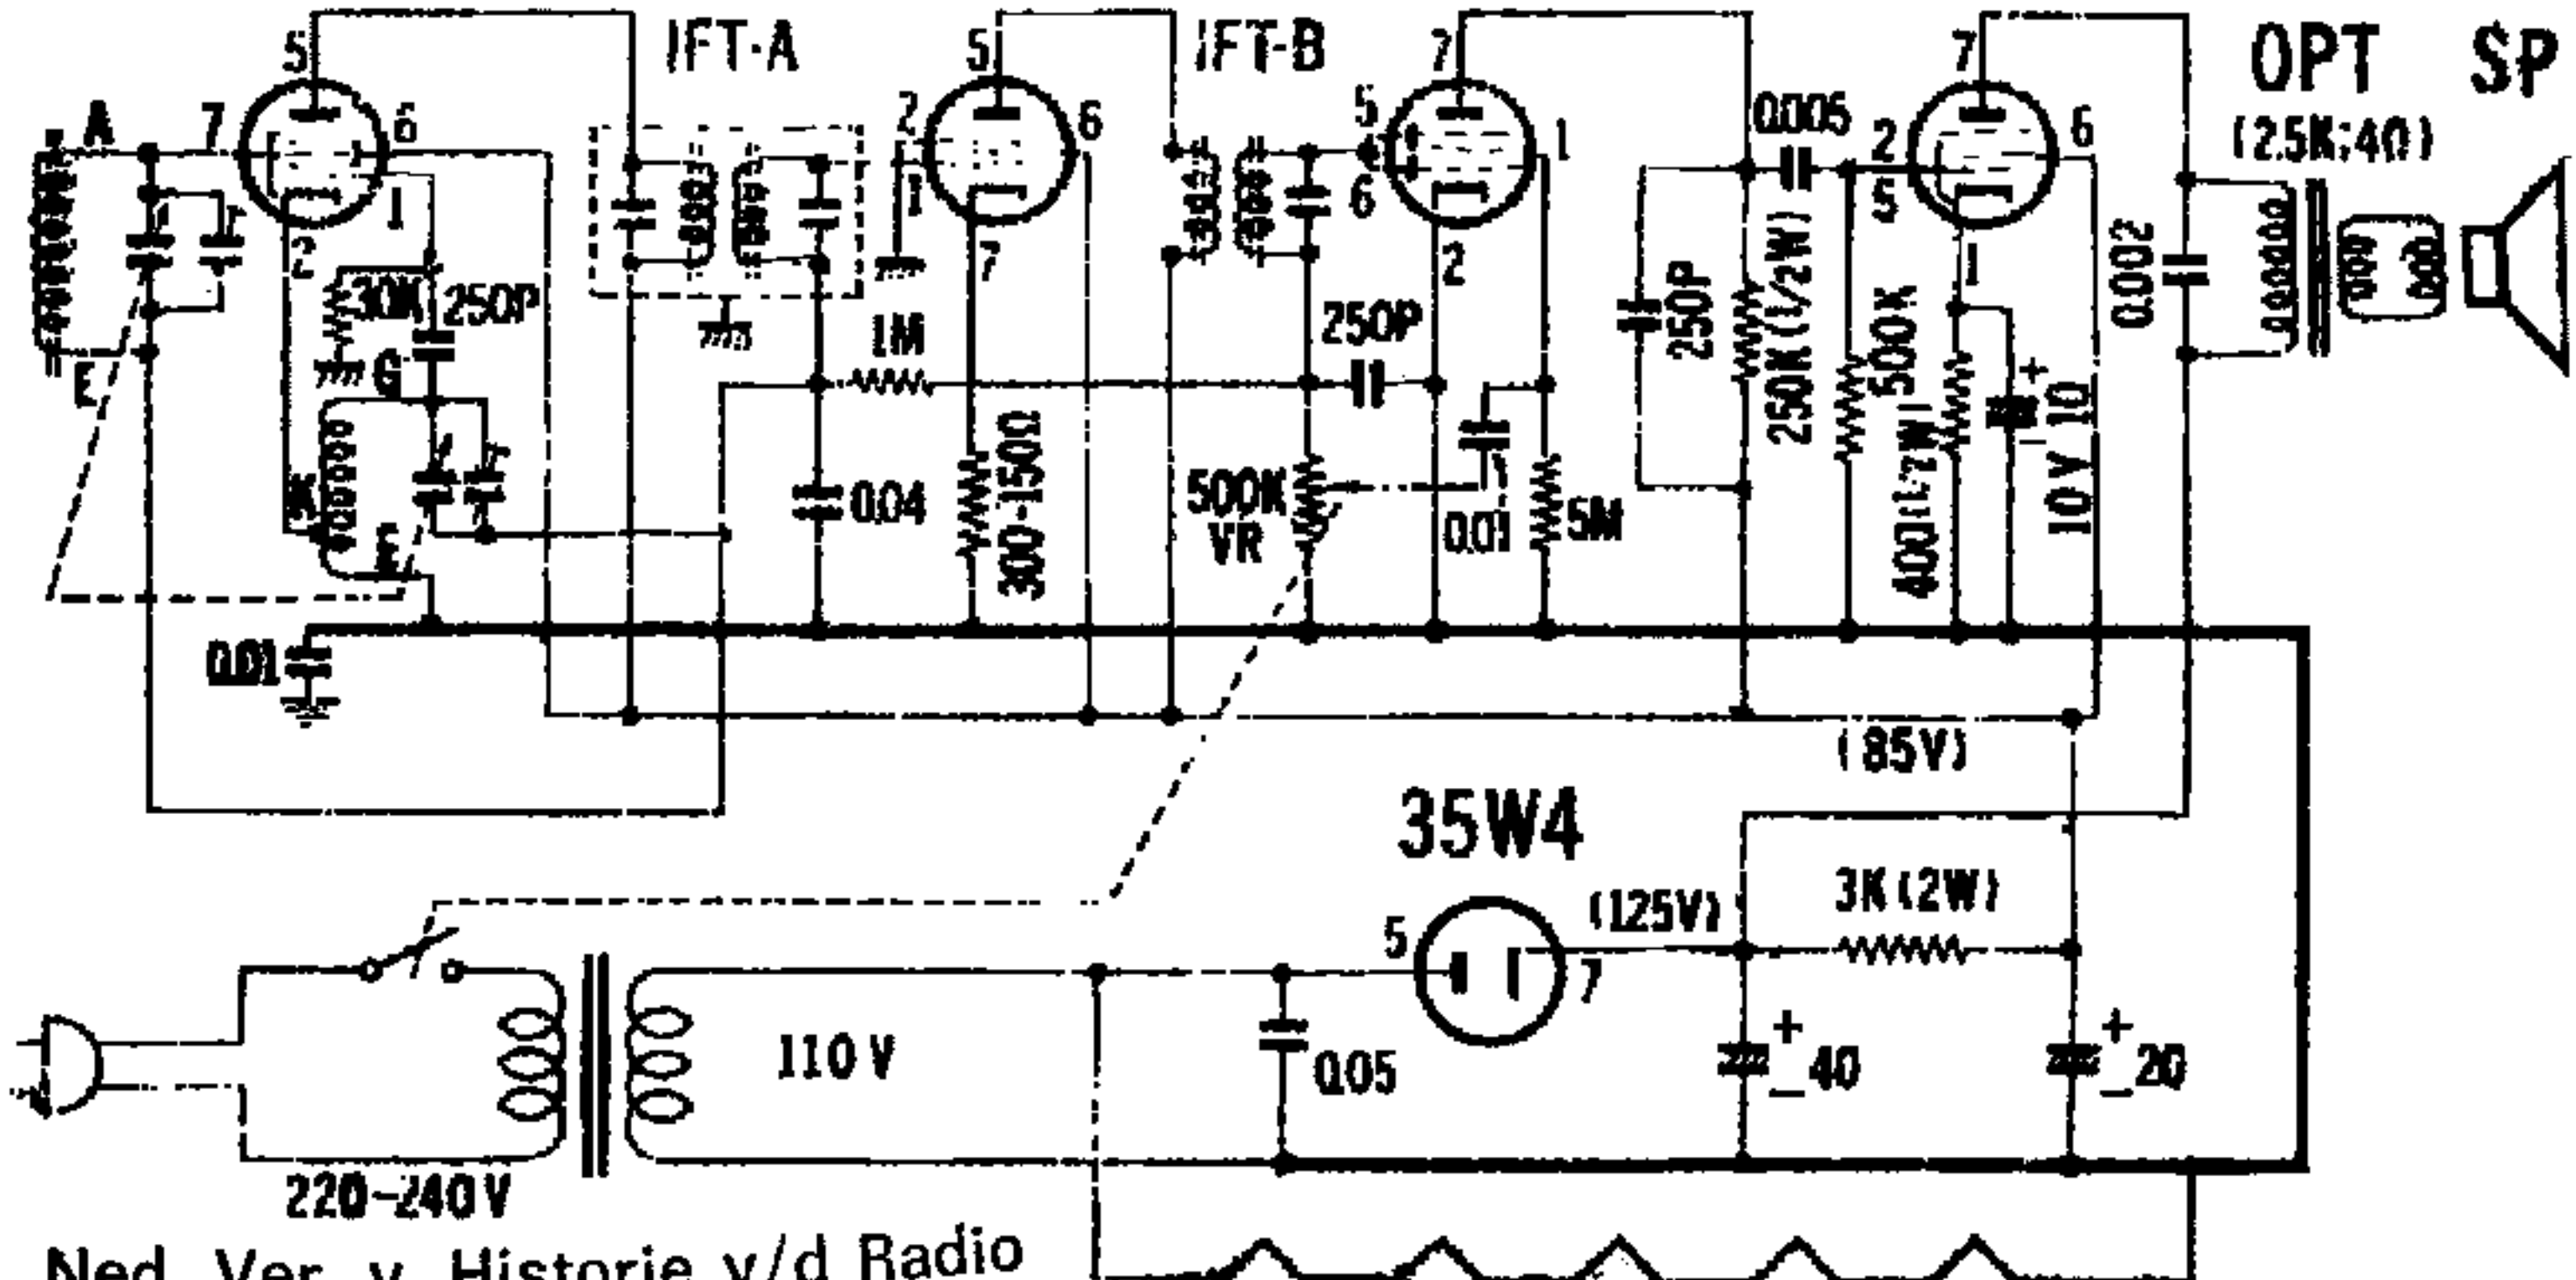 IFT-A
IFT-B
OPT
SP
(2.5K:4Ω)
5
7
6
1
2
A
E
30K
250P
G
K
E
0.01
5
2
1
6
7
1M
0.04
300-150Ω
7
5
6
1
2
250P
500K
VR
0.01
5M
250P
250K(1/2W)
0.005
7
2
5
6
1
500K
400(1/2W)
+
-
10V 10
0.002
(85V)
35W4
5
7
(125V)
3K(2W)
0.05
+
-40
+
-20
110V
220-240V
Ned. Ver. v. Historie v/d Radio